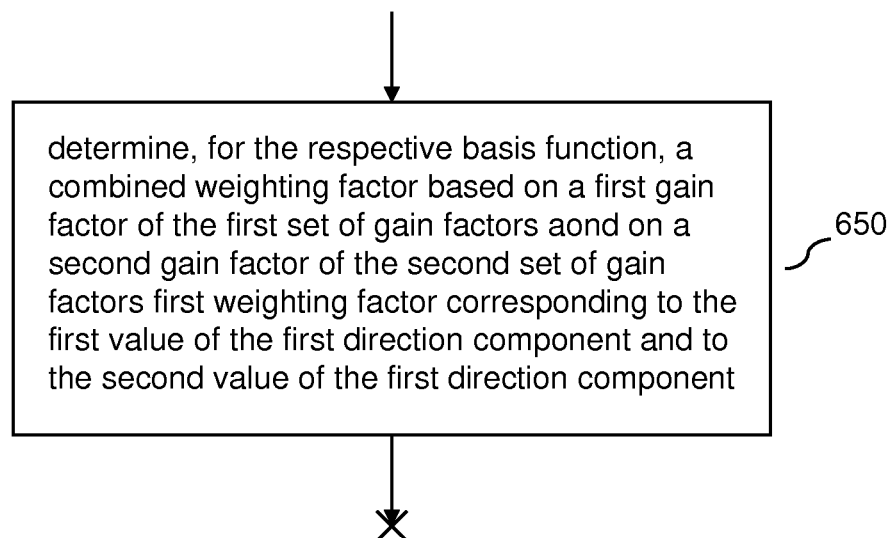 determine, for the respective basis function, a
combined weighting factor based on a first gain
factor of the first set of gain factors aond on a
second gain factor of the second set of gain
factors first weighting factor corresponding to the
first value of the first direction component and to
the second value of the first direction component
650